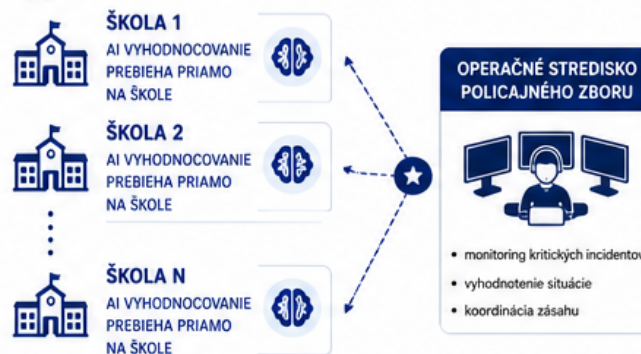 ŠKOLA 1
AI VYHODNOCOVANIE
PREBIEHA PRIAMO
NA ŠKOLE
ŠKOLA 2
AI VYHODNOCOVANIE
PREBIEHA PRIAMO
NA ŠKOLE
ŠKOLA N
AI VYHODNOCOVANIE
PREBIEHA PRIAMO
NA ŠKOLE
OPERAČNÉ STREDISKO
POLICAJNÉHO ZBORU
• monitoring kritických incidentov
• vyhodnotenie situácie
• koordinácia zásahu